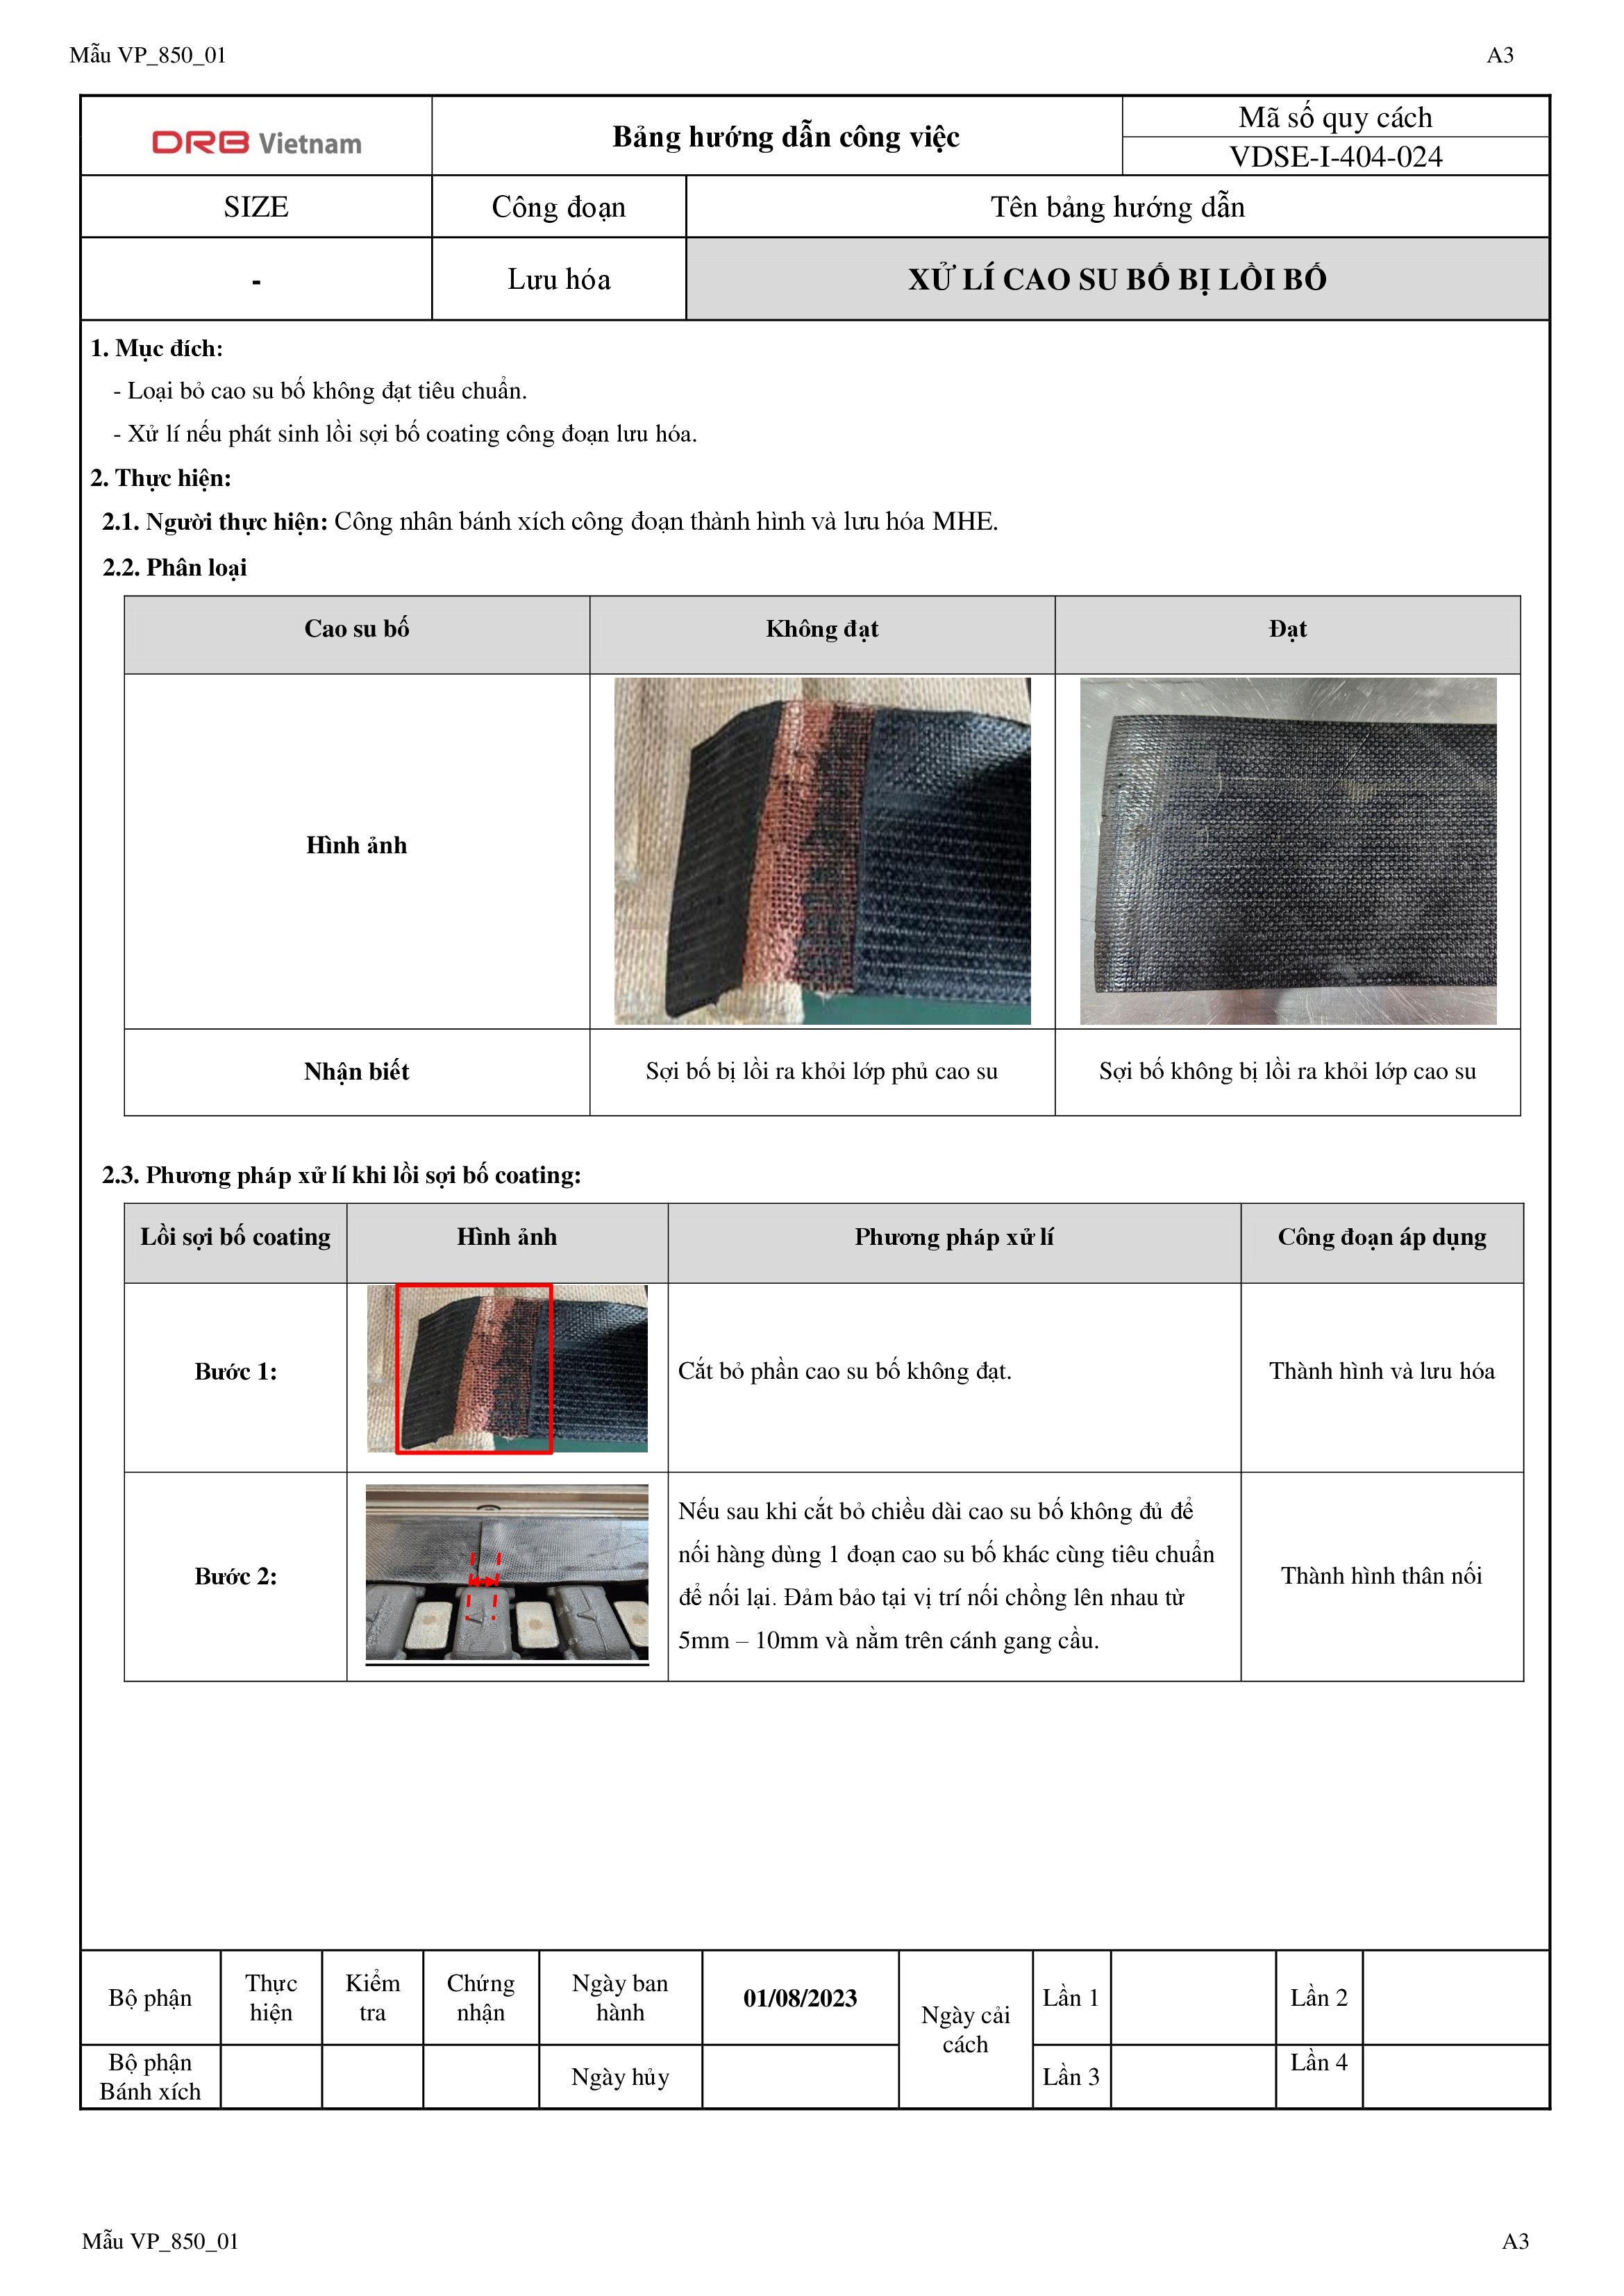 Mẫu VP_850_01
A3
DRB Vietnam
Bảng hướng dẫn công việc
Mã số quy cách
VDSE-I-404-024
SIZE
Công đoạn
Tên bảng hướng dẫn
-
Lưu hóa
XỬ LÍ CAO SU BỐ BỊ LỒI BỐ
1. Mục đích:
- Loại bỏ cao su bố không đạt tiêu chuẩn.
- Xử lí nếu phát sinh lồi sợi bố coating công đoạn lưu hóa.
2. Thực hiện:
2.1. Người thực hiện: Công nhân bánh xích công đoạn thành hình và lưu hóa MHE.
2.2. Phân loại
Cao su bố
Không đạt
Đạt
Hình ảnh
Nhận biết
Sợi bố bị lồi ra khỏi lớp phủ cao su
Sợi bố không bị lồi ra khỏi lớp cao su
2.3. Phương pháp xử lí khi lồi sợi bố coating:
Lồi sợi bố coating
Hình ảnh
Phương pháp xử lí
Công đoạn áp dụng
Bước 1:
Cắt bỏ phần cao su bố không đạt.
Thành hình và lưu hóa
Bước 2:
Nếu sau khi cắt bỏ chiều dài cao su bố không đủ để
nối hàng dùng 1 đoạn cao su bố khác cùng tiêu chuẩn
để nối lại. Đảm bảo tại vị trí nối chồng lên nhau từ
5mm – 10mm và nằm trên cánh gang cầu.
Thành hình thân nối
Bộ phận
Thực
hiện
Kiểm
tra
Chứng
nhận
Ngày ban
hành
01/08/2023
Ngày cải
cách
Lần 1
Lần 2
Bộ phận
Bánh xích
Ngày hủy
Lần 3
Lần 4
Mẫu VP_850_01
A3